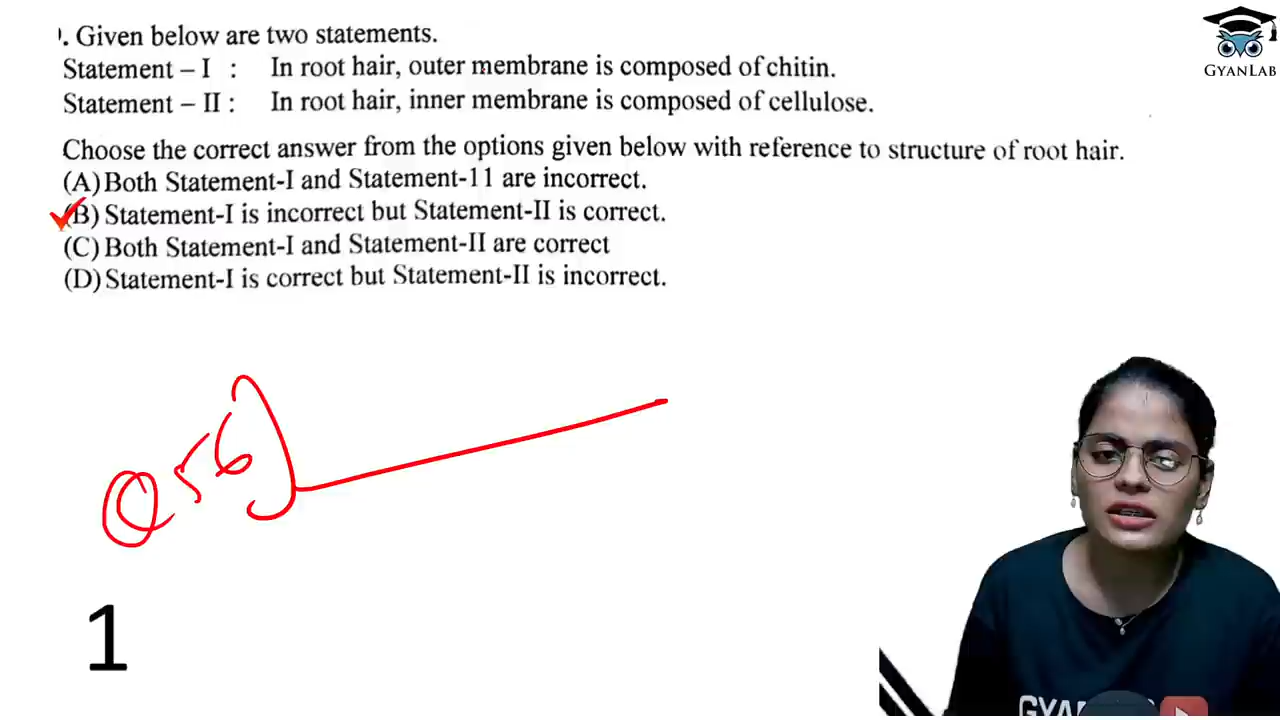 . Given below are two statements.
Statement – I : In root hair, outer membrane is composed of chitin.
Statement – II : In root hair, inner membrane is composed of cellulose.
Choose the correct answer from the options given below with reference to structure of root hair.
(A) Both Statement-I and Statement-11 are incorrect.
(B) Statement-I is incorrect but Statement-II is correct.
(C) Both Statement-I and Statement-II are correct
(D) Statement-I is correct but Statement-II is incorrect.
GYANLAB
Q 56
1